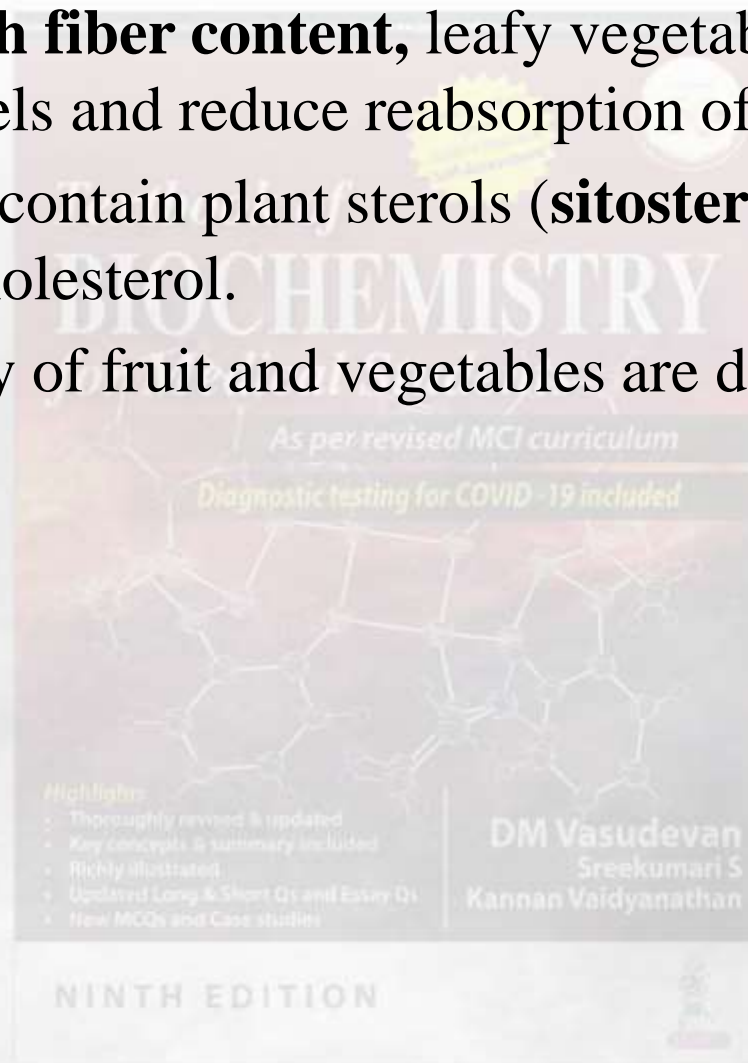 h fiber content, leafy vegetab
els and reduce reabsorption of
contain plant sterols (sitoster
olesterol.
y of fruit and vegetables are d
BIOCHEMISTRY
As per revised MCI curriculum
Diagnostic testing for COVID-19 included
Highlights
• Thoroughly revised & updated
• Key concepts & summary included
• Richly illustrated
• Updated Long & Short Qs and Essay Qs
• New MCQs and Case studies
DM Vasudevan
Sreekumari S
Kannan Vaidyanathan
NINTH EDITION